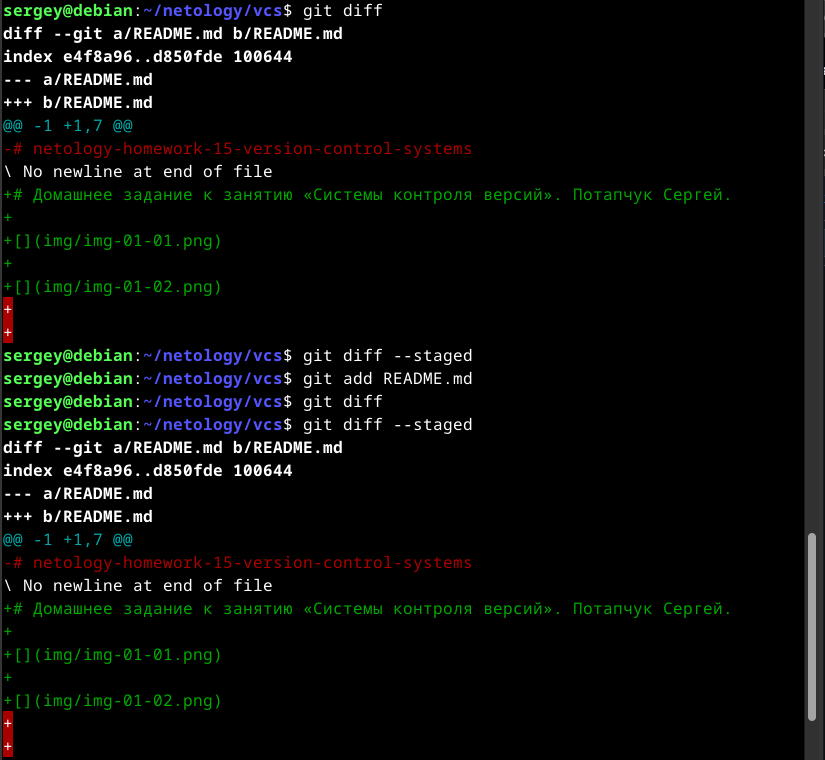 sergey@debian:~/netology/vcs$ git diff
diff --git a/README.md b/README.md
index e4f8a96..d850fde 100644
--- a/README.md
+++ b/README.md
@@ -1 +1,7 @@
-# netology-homework-15-version-control-systems
\ No newline at end of file
+# Домашнее задание к занятию «Системы контроля версий». Потапчук Сергей.
+
+[](img/img-01-01.png)
+
+[](img/img-01-02.png)
+
+
sergey@debian:~/netology/vcs$ git diff --staged
sergey@debian:~/netology/vcs$ git add README.md
sergey@debian:~/netology/vcs$ git diff
sergey@debian:~/netology/vcs$ git diff --staged
diff --git a/README.md b/README.md
index e4f8a96..d850fde 100644
--- a/README.md
+++ b/README.md
@@ -1 +1,7 @@
-# netology-homework-15-version-control-systems
\ No newline at end of file
+# Домашнее задание к занятию «Системы контроля версий». Потапчук Сергей.
+
+[](img/img-01-01.png)
+
+[](img/img-01-02.png)
+
+